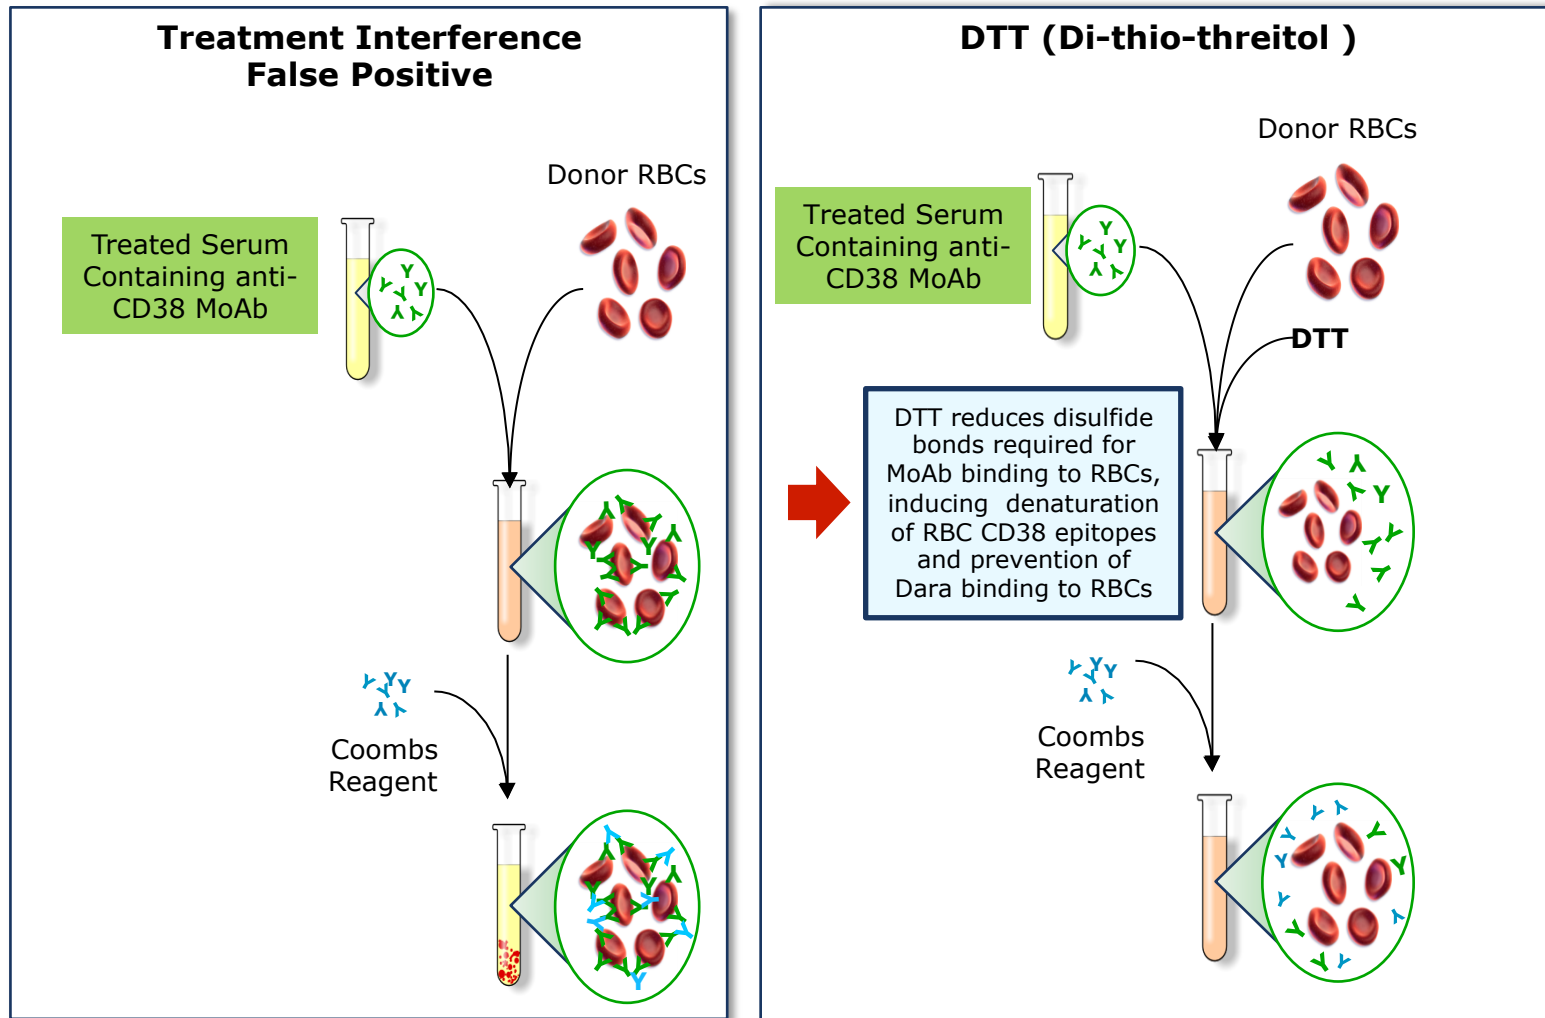 Treatment Interference
False Positive
Donor RBCs
Treated Serum
Containing anti-
CD38 MoAb
Coombs
Reagent
DTT (Di-thio-threitol )
Donor RBCs
Treated Serum
Containing anti-
CD38 MoAb
DTT
DTT reduces disulfide
bonds required for
MoAb binding to RBCs,
inducing denaturation
of RBC CD38 epitopes
and prevention of
Dara binding to RBCs
Coombs
Reagent